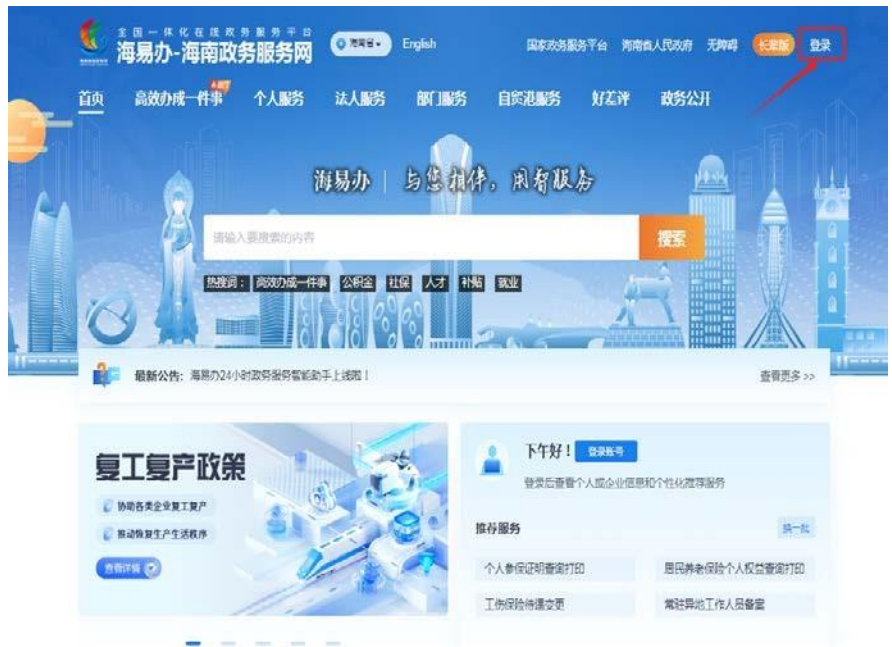 全国一体化在线政务服务平台
海易办-海南政务服务网
海南省
English
国家政务服务平台 海南省人民政府 无障碍 长辈版 登录
首页 高效办成一件事 个人服务 法人服务 部门服务 自贸港服务 好差评 政务公开
海易办 | 与您相伴，用着服务
请输入要搜索的内容
搜索
热搜词： 高效办成一件事 公积金 社保 人才 补贴 就业
最新公告: 海易办24小时政务服务智能助手上线啦！
查看更多 >>
复工复产政策
协助各类企业复工复产
推动恢复生产生活秩序
查看详情
下午好！ 登录账号
登录后查看个人或企业信息和个性化推荐服务
推荐服务 换一批
个人参保证明查询打印 居民养老保险个人权益查询打印
工伤保险待遇变更 常驻异地工作人员备案